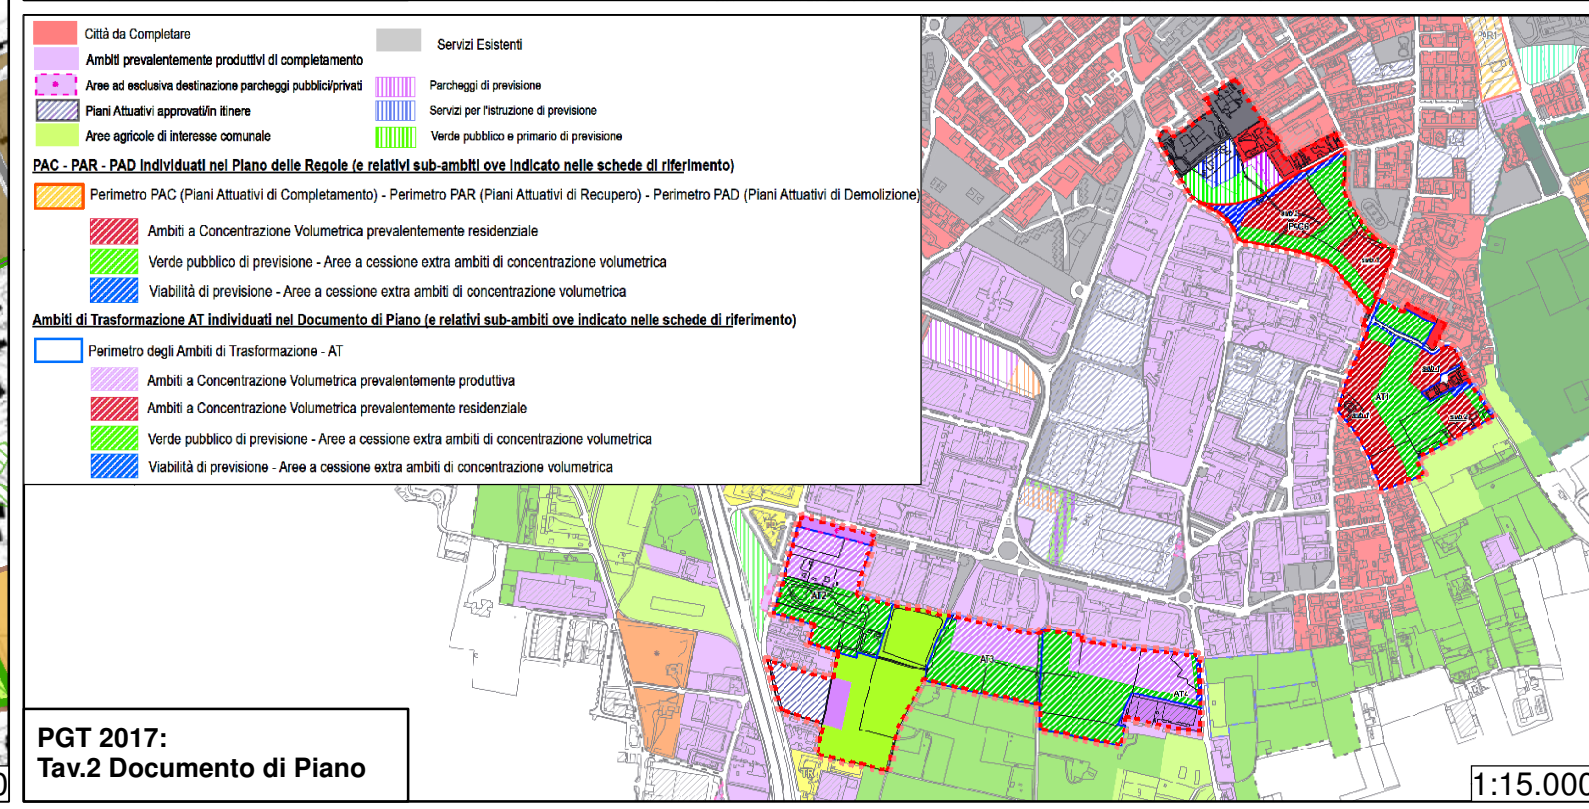 Città da Completare
Ambiti prevalentemente produttivi di completamento
Aree ad esclusiva destinazione parcheggi pubblici/privati
Piani Attuativi approvati/in itinere
Aree agricole di interesse comunale
Servizi Esistenti
Parcheggi di previsione
Servizi per l'istruzione di previsione
Verde pubblico e primario di previsione
PAC - PAR - PAD individuati nel Piano delle Regole (e relativi sub-ambiti ove indicato nelle schede di riferimento)
Perimetro PAC (Piani Attuativi di Completamento) - Perimetro PAR (Piani Attuativi di Recupero) - Perimetro PAD (Piani Attuativi di Demolizione)
Ambiti a Concentrazione Volumetrica prevalentemente residenziale
Verde pubblico di previsione - Aree a cessione extra ambiti di concentrazione volumetrica
Viabilità di previsione - Aree a cessione extra ambiti di concentrazione volumetrica
Ambiti di Trasformazione AT individuati nel Documento di Piano (e relativi sub-ambiti ove indicato nelle schede di riferimento)
Perimetro degli Ambiti di Trasformazione - AT
Ambiti a Concentrazione Volumetrica prevalentemente produttiva
Ambiti a Concentrazione Volumetrica prevalentemente residenziale
Verde pubblico di previsione - Aree a cessione extra ambiti di concentrazione volumetrica
Viabilità di previsione - Aree a cessione extra ambiti di concentrazione volumetrica
PAR1
PAC6
AT1
sub.1
sub.2
AT2
AT3
AT4
TR
PGT 2017:
Tav.2 Documento di Piano
1:15.000